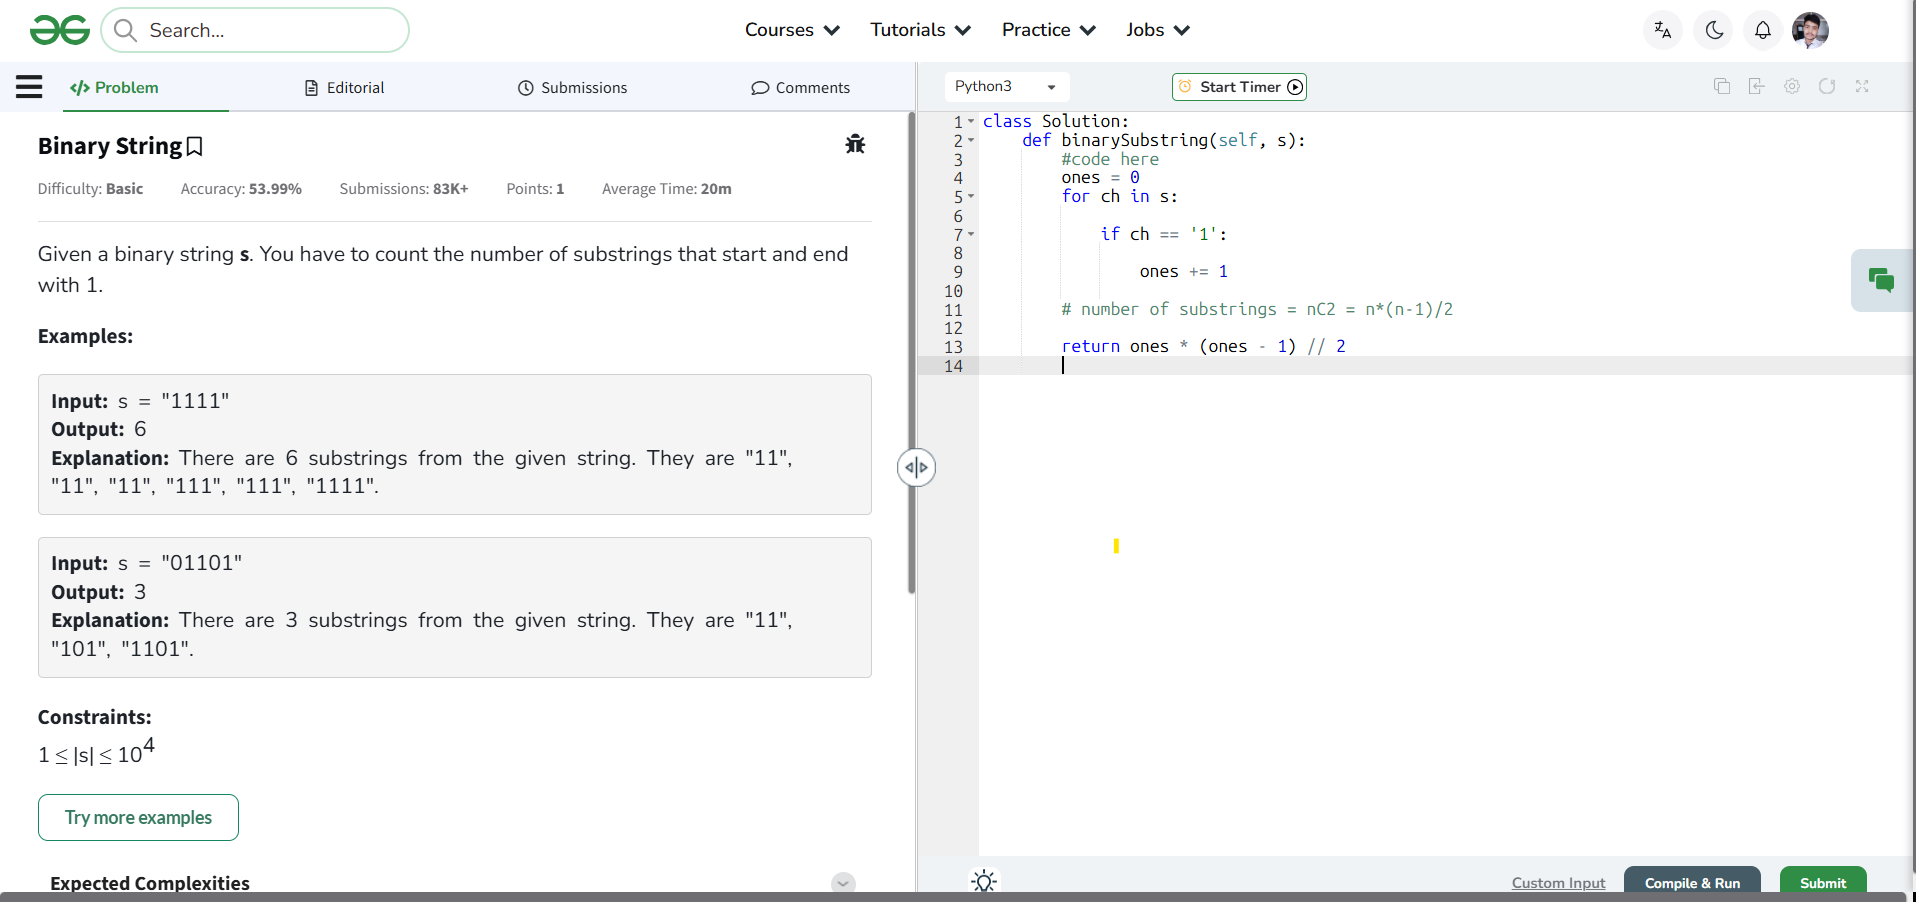 Search...
Courses Tutorials Practice Jobs
Problem Editorial Submissions Comments
Python3 Start Timer
Binary String
Difficulty: Basic Accuracy: 53.99% Submissions: 83K+ Points: 1 Average Time: 20m
Given a binary string s. You have to count the number of substrings that start and end
with 1.
Examples:
Input: s = "1111"
Output: 6
Explanation: There are 6 substrings from the given string. They are "11",
"11", "11", "111", "111", "1111".
Input: s = "01101"
Output: 3
Explanation: There are 3 substrings from the given string. They are "11",
"101", "1101".
Constraints:
1 ≤ |s| ≤ 10^4
Try more examples
Expected Complexities
1 class Solution:
2 def binarySubstring(self, s):
3 #code here
4 ones = 0
5 for ch in s:
6
7 if ch == '1':
8
9 ones += 1
10
11 # number of substrings = nC2 = n*(n-1)/2
12
13 return ones * (ones - 1) // 2
14
Custom Input Compile & Run Submit